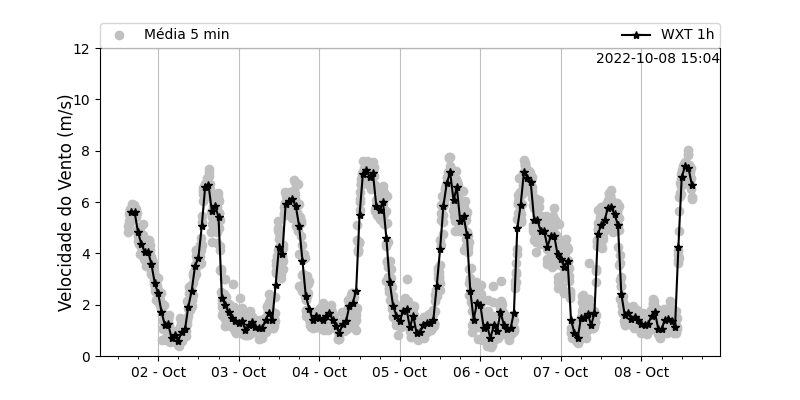 Média 5 min
WXT 1h
2022-10-08 15:04
Velocidade do Vento (m/s)
12
10
8
6
4
2
0
02 - Oct
03 - Oct
04 - Oct
05 - Oct
06 - Oct
07 - Oct
08 - Oct